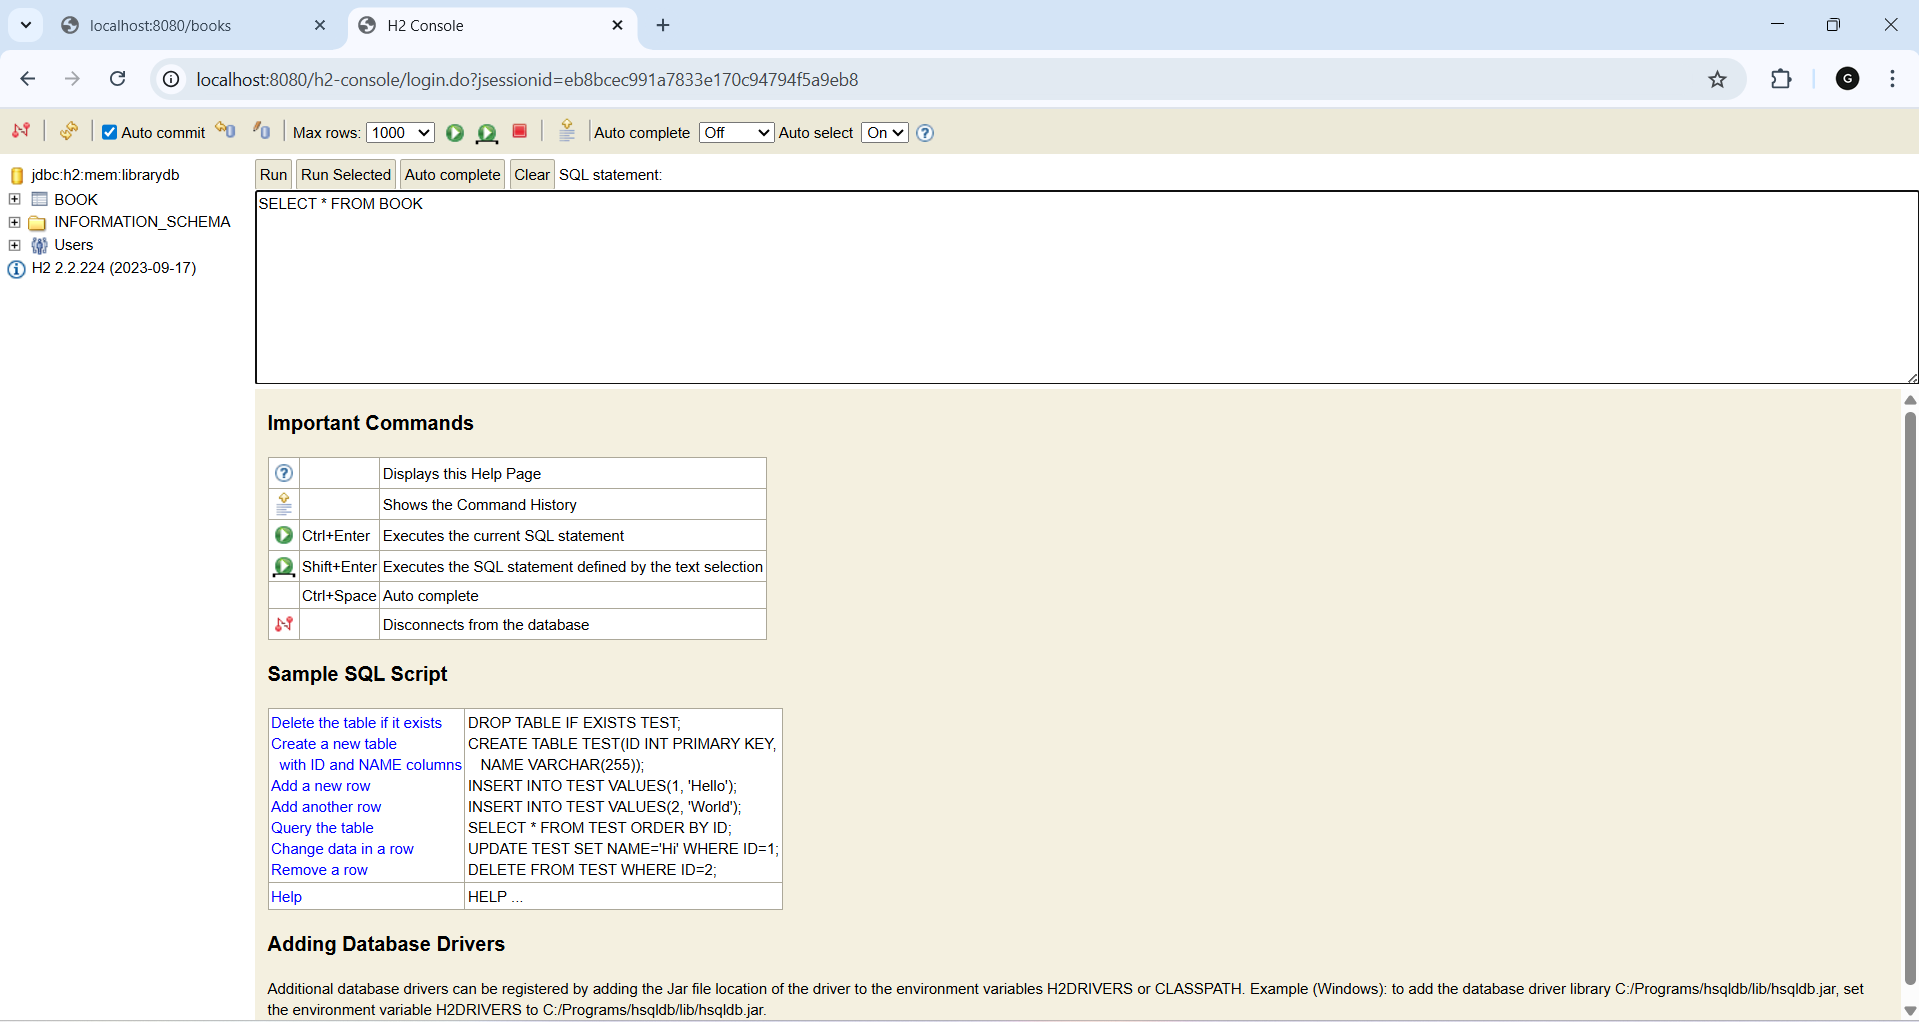 localhost:8080/books
H2 Console
localhost:8080/h2-console/login.do?jsessionid=eb8bcec991a7833e170c94794f5a9eb8
G
Auto commit
Max rows: 1000
Auto complete Off
Auto select On
jdbc:h2:mem:librarydb
BOOK
INFORMATION_SCHEMA
Users
H2 2.2.224 (2023-09-17)
Run Run Selected Auto complete Clear SQL statement:
SELECT * FROM BOOK
Important Commands
Displays this Help Page
Shows the Command History
Ctrl+Enter Executes the current SQL statement
Shift+Enter Executes the SQL statement defined by the text selection
Ctrl+Space Auto complete
Disconnects from the database
Sample SQL Script
Delete the table if it exists DROP TABLE IF EXISTS TEST;
Create a new table CREATE TABLE TEST(ID INT PRIMARY KEY,
with ID and NAME columns NAME VARCHAR(255));
Add a new row INSERT INTO TEST VALUES(1, 'Hello');
Add another row INSERT INTO TEST VALUES(2, 'World');
Query the table SELECT * FROM TEST ORDER BY ID;
Change data in a row UPDATE TEST SET NAME='Hi' WHERE ID=1;
Remove a row DELETE FROM TEST WHERE ID=2;
Help HELP ...
Adding Database Drivers
Additional database drivers can be registered by adding the Jar file location of the driver to the environment variables H2DRIVERS or CLASSPATH. Example (Windows): to add the database driver library C:/Programs/hsqldb/lib/hsqldb.jar, set
the environment variable H2DRIVERS to C:/Programs/hsqldb/lib/hsqldb.jar.